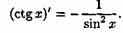 (ctg x)′ = − 1/sin² x.